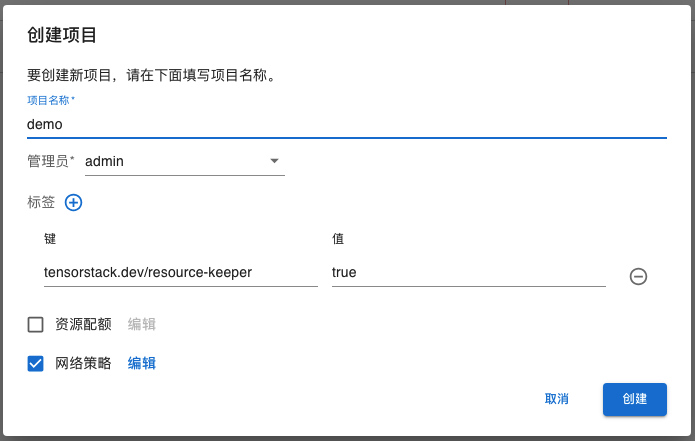 创建项目
要创建新项目，请在下面填写项目名称。
项目名称*
demo
管理员* admin
标签
键 值
tensorstack.dev/resource-keeper true
资源配额 编辑
网络策略 编辑
取消 创建